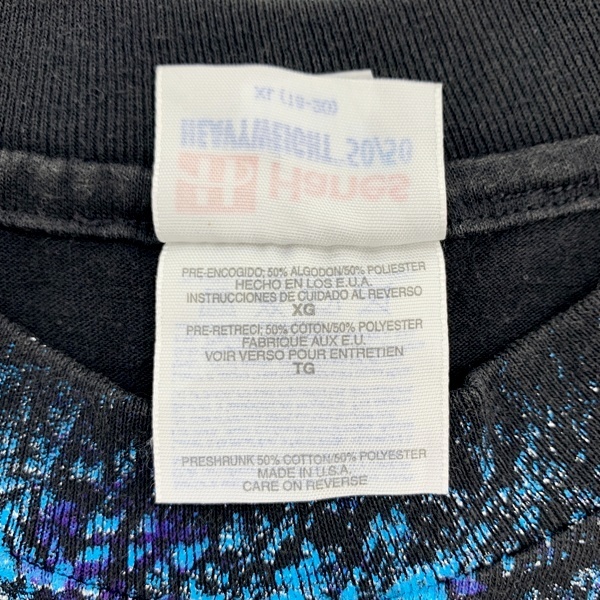 XL (18-20)
HEAVYWEIGHT 50/50
Hanes
PRE-ENCOGIDO; 50% ALGODON/50% POLIESTER
HECHO EN LOS E.U.A.
INSTRUCCIONES DE CUIDADO AL REVERSO
XG
PRE-RETRECI; 50% COTON/50% POLYESTER
FABRIQUE AUX E.U.
VOIR VERSO POUR ENTRETIEN
TG
PRESHRUNK 50% COTTON/50% POLYESTER
MADE IN U.S.A.
CARE ON REVERSE